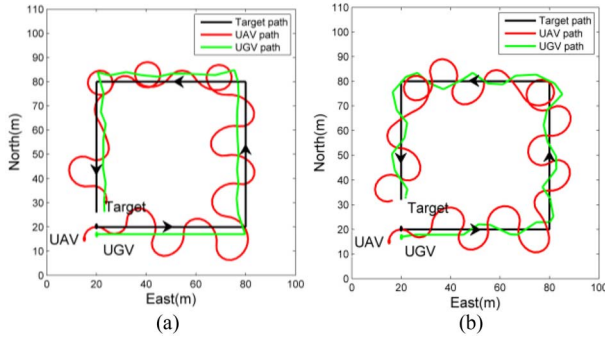 Target path
UAV path
UGV path
110
100
90
80
70
60
50
40
30
20
10
0
North(m)
Target
UAV
UGV
0 20 40 60 80 100
East(m)
(a)
Target path
UAV path
UGV path
110
100
90
80
70
60
50
40
30
20
10
0
North(m)
Target
UAV
UGV
0 20 40 60 80 100
East(m)
(b)